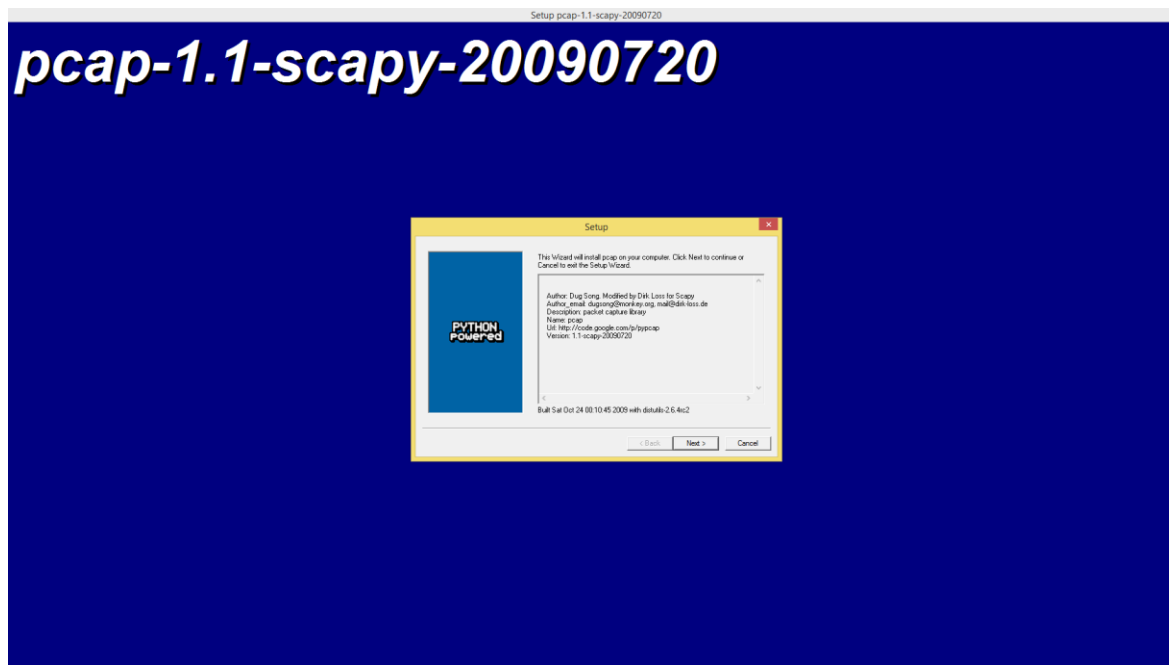 Setup pcap-1.1-scapy-20090720
pcap-1.1-scapy-20090720
Setup
This Wizard will install pcap on your computer. Click Next to continue or
Cancel to exit the Setup Wizard.
Author: Dug Song. Modified by Dirk Loss for Scapy
Author_email: dugsong@monkey.org, mail@dirk-loss.de
Description: packet capture library
Name: pcap
Url: http://code.google.com/p/pypcap
Version: 1.1-scapy-20090720
PYTHON
Powered
Built Sat Oct 24 00:10:45 2009 with distutils-2.6.4rc2
< Back
Next >
Cancel